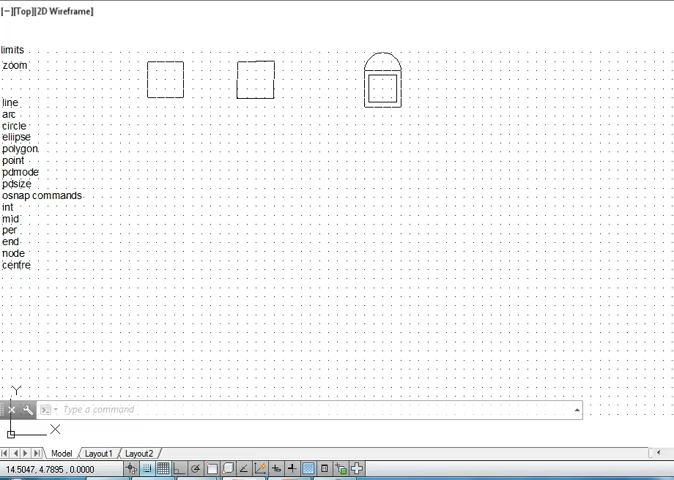 [−][Top][2D Wireframe]
limits
zoom
line
arc
circle
ellipse
polygon
point
pdmode
pdsize
osnap commands
int
mid
per
end
node
centre
Y
Type a command
X
Model Layout1 Layout2
14.5047, 4.7895 , 0.0000